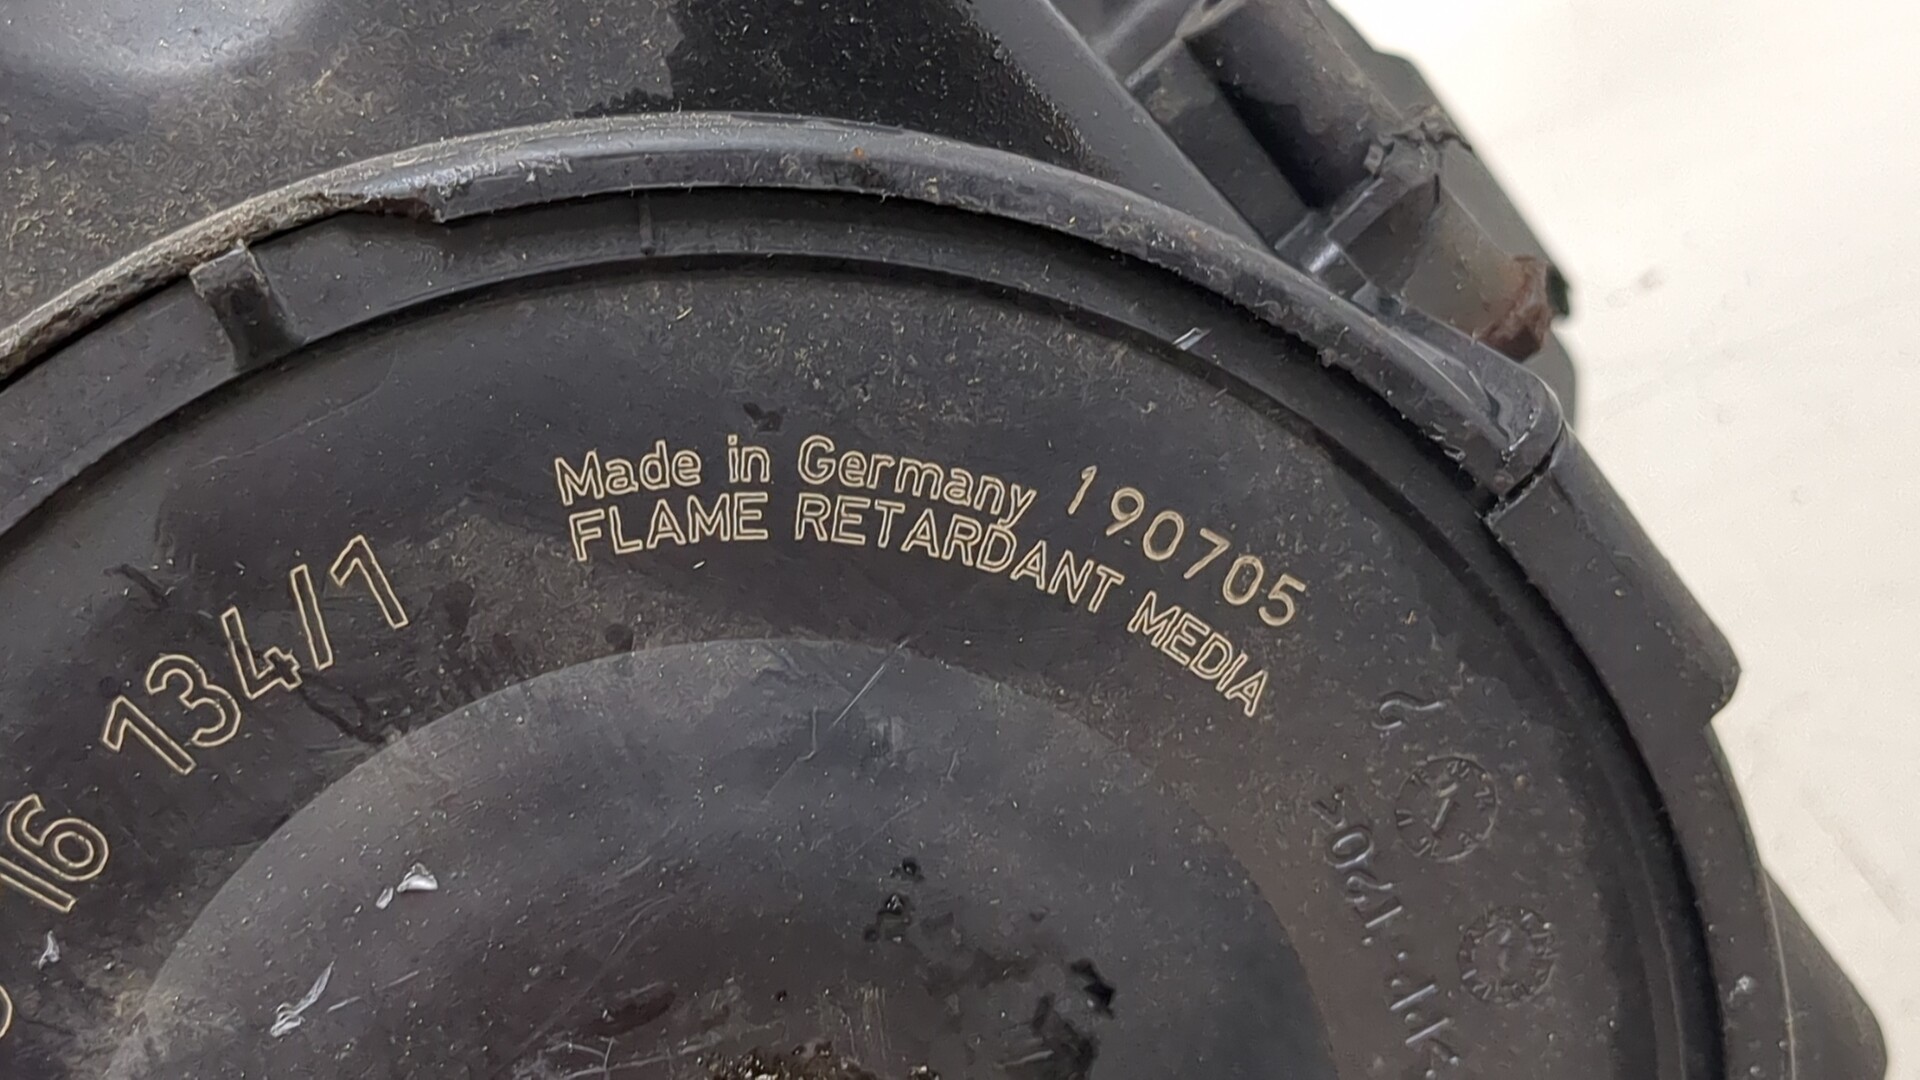 Made in Germany 190705
FLAME RETARDANT MEDIA
16 134/1